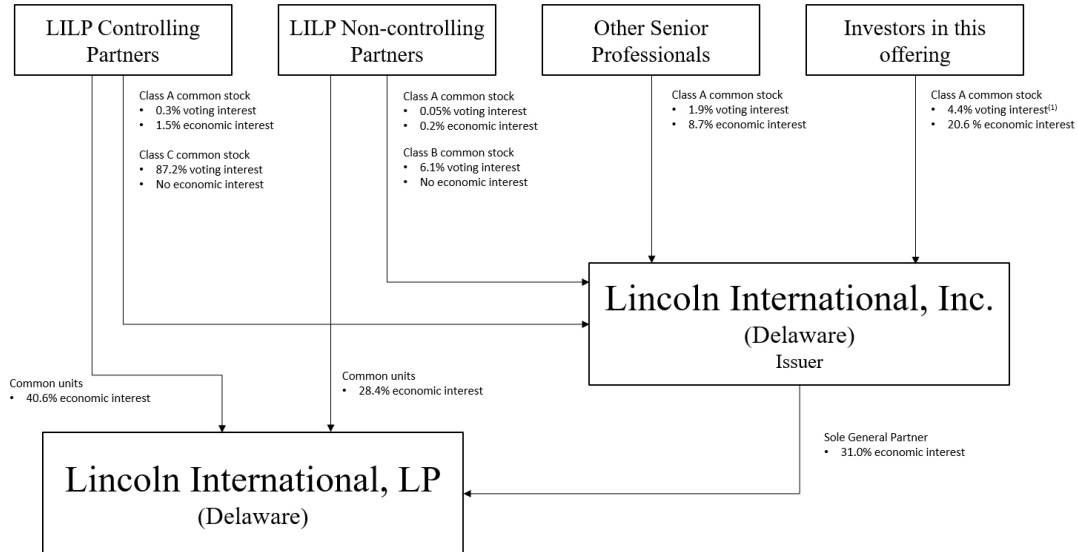 LILP Controlling
Partners
LILP Non-controlling
Partners
Other Senior
Professionals
Investors in this
offering
Class A common stock
• 0.3% voting interest
• 1.5% economic interest
Class C common stock
• 87.2% voting interest
• No economic interest
Class A common stock
• 0.05% voting interest
• 0.2% economic interest
Class B common stock
• 6.1% voting interest
• No economic interest
Class A common stock
• 1.9% voting interest
• 8.7% economic interest
Class A common stock
• 4.4% voting interest(1)
• 20.6 % economic interest
Lincoln International, Inc.
(Delaware)
Issuer
Common units
• 40.6% economic interest
Common units
• 28.4% economic interest
Sole General Partner
• 31.0% economic interest
Lincoln International, LP
(Delaware)